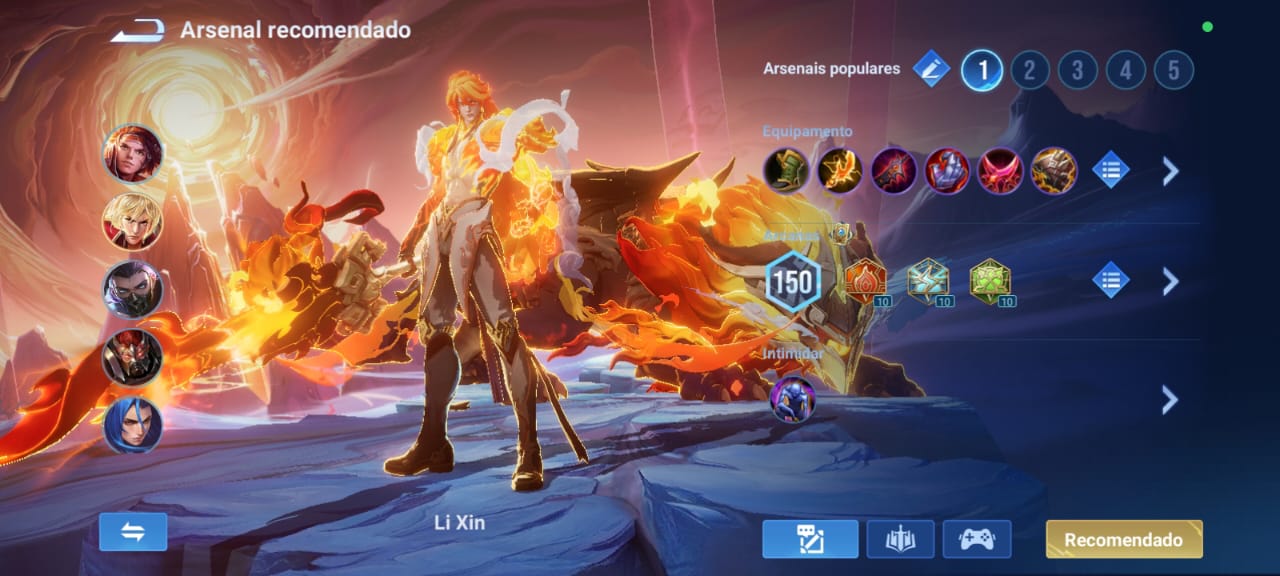 Arsenal recomendado
Arsenais populares 1 2 3 4 5
Equipamento
150 10 10 10
Intimidar
Li Xin
Recomendado